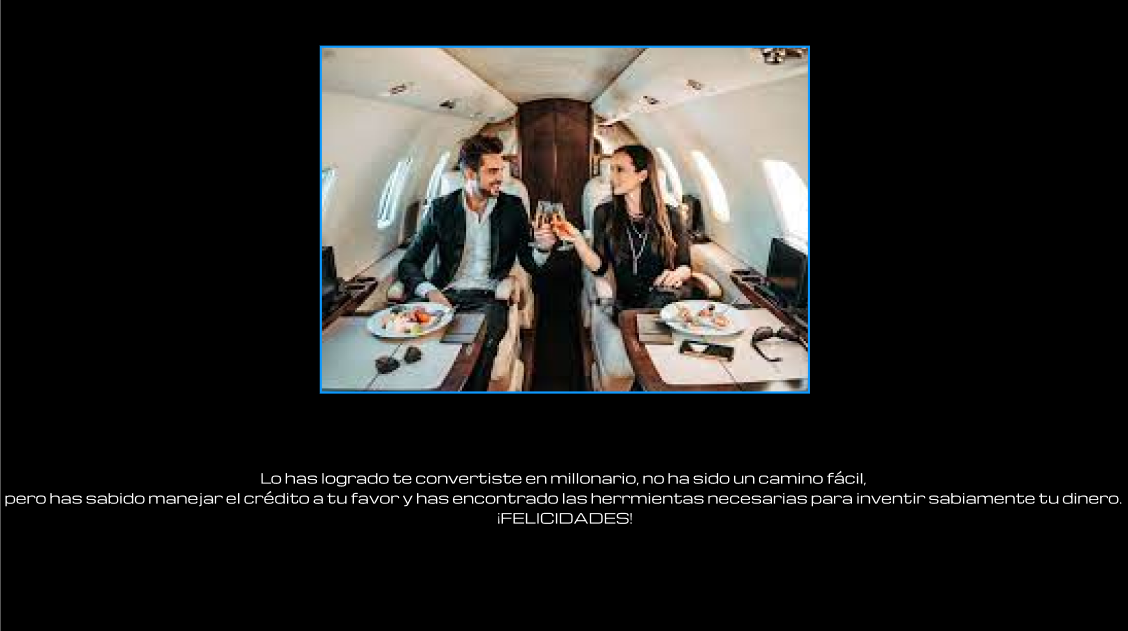 Lo has logrado te convertiste en millonario, no ha sido un camino fácil,
pero has sabido manejar el crédito a tu favor y has encontrado las herrmientas necesarias para inventir sabiamente tu dinero.
¡FELICIDADES!